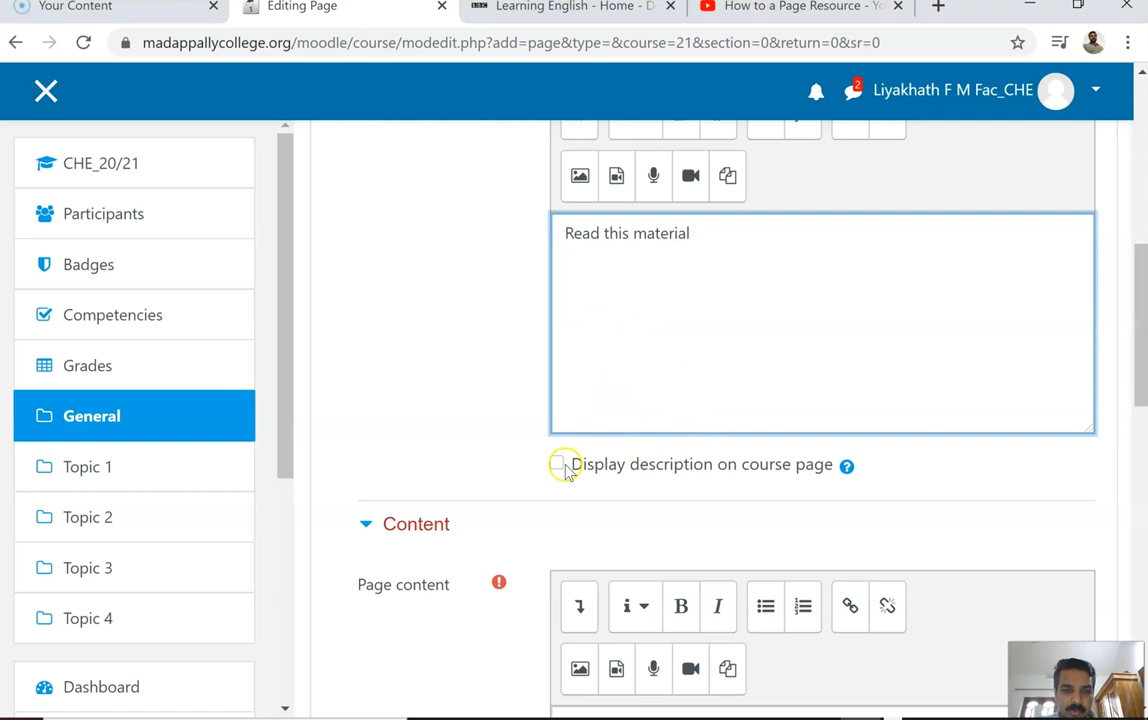 Your Content
Editing Page
BBC Learning English - Home - D
How to a Page Resource - Yo
madappallycollege.org/moodle/course/modedit.php?add=page&type=&course=21&section=0&return=0&sr=0
2
Liyakhath F M Fac_CHE
CHE_20/21
Participants
Badges
Competencies
Grades
General
Topic 1
Topic 2
Topic 3
Topic 4
Dashboard
Read this material
Display description on course page
Content
Page content
B I